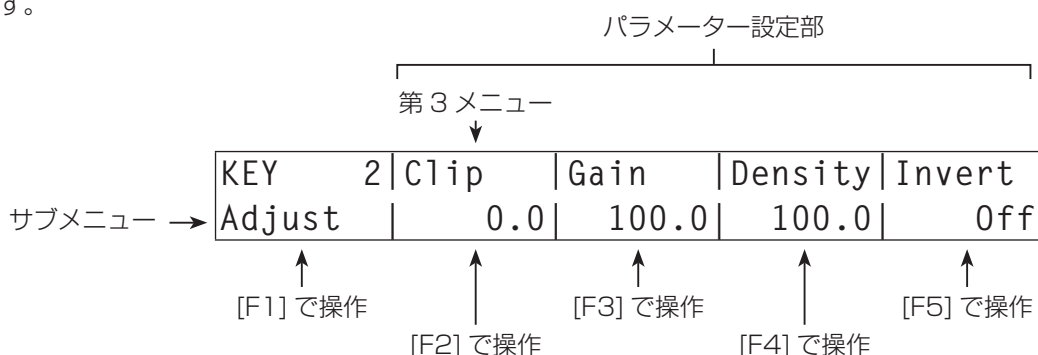 す。
パラメーター設定部
第 3 メニュー
KEY 2|Clip |Gain |Density|Invert
サブメニュー Adjust | 0.0| 100.0| 100.0| Off
[F1] で操作 [F3] で操作 [F5] で操作
[F2] で操作 [F4] で操作